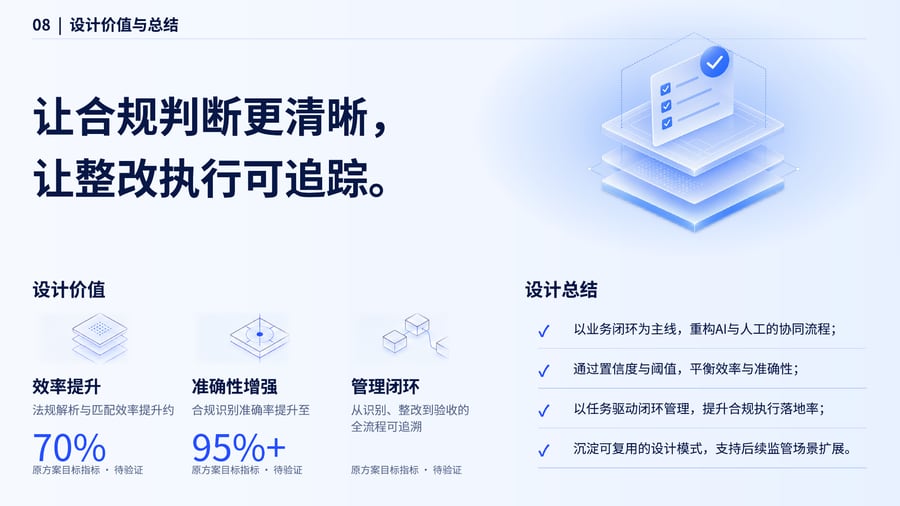 08 | 设计价值与总结
让合规判断更清晰，
让整改执行可追踪。
设计价值
效率提升
法规解析与匹配效率提升约
70%
原方案目标指标 · 待验证
准确性增强
合规识别准确率提升至
95%+
原方案目标指标 · 待验证
管理闭环
从识别、整改到验收的
全流程可追溯
原方案目标指标 · 待验证
设计总结
以业务闭环为主线，重构AI与人工的协同流程；
通过置信度与阈值，平衡效率与准确性；
以任务驱动闭环管理，提升合规执行落地率；
沉淀可复用的设计模式，支持后续监管场景扩展。